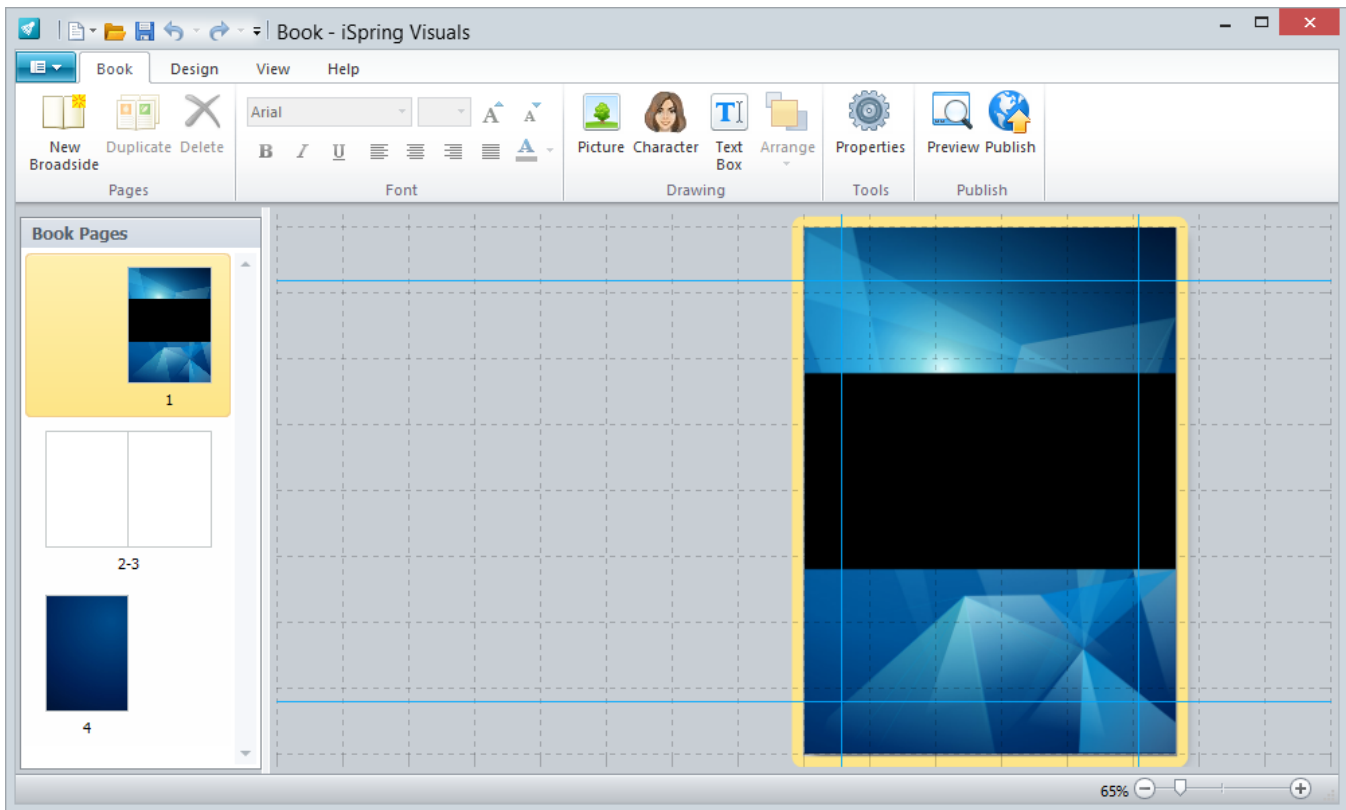 Book - iSpring Visuals
Book Design View Help
Arial
A A
B I U A
T
New Broadside
Duplicate Delete
Picture Character Text Box Arrange
Properties
Preview Publish
Pages Font Drawing Tools Publish
Book Pages
1
2-3
4
65%